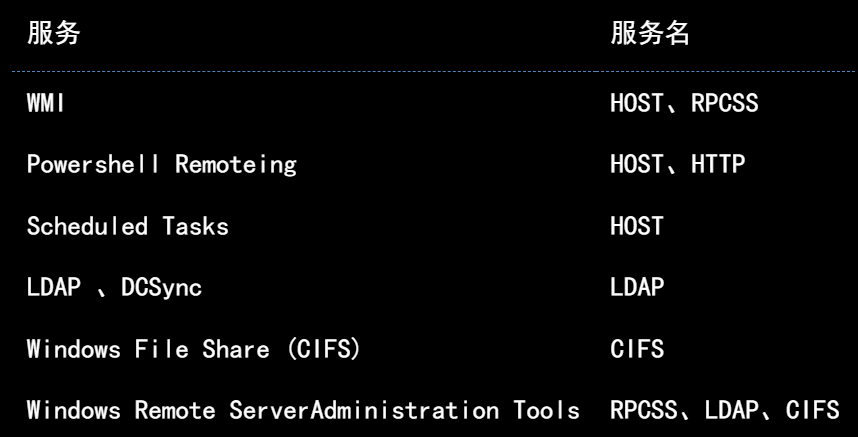 服务 服务名
WMI HOST、RPCSS
Powershell Remoteing HOST、HTTP
Scheduled Tasks HOST
LDAP 、DCSync LDAP
Windows File Share (CIFS) CIFS
Windows Remote ServerAdministration Tools RPCSS、LDAP、CIFS